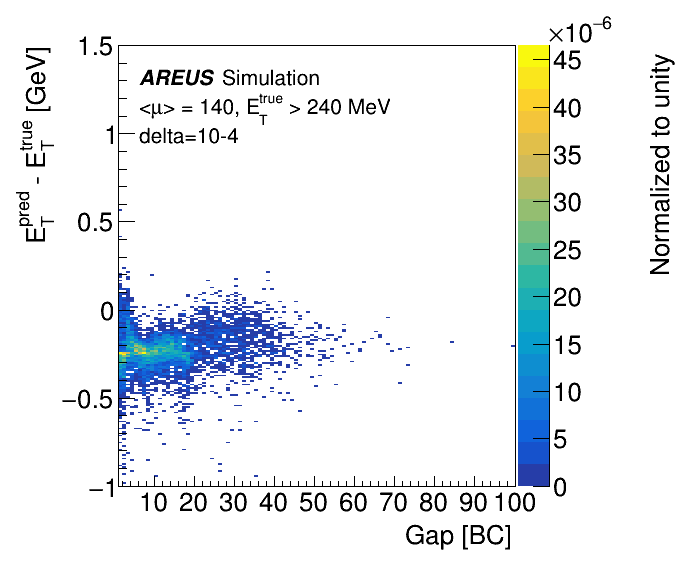 ×10⁻⁶
1.5
1
0.5
0
−0.5
−1
E_T^pred - E_T^true [GeV]
AREUS Simulation
<μ> = 140, E_T^true > 240 MeV
delta=10-4
10 20 30 40 50 60 70 80 90 100
Gap [BC]
45
40
35
30
25
20
15
10
5
0
Normalized to unity